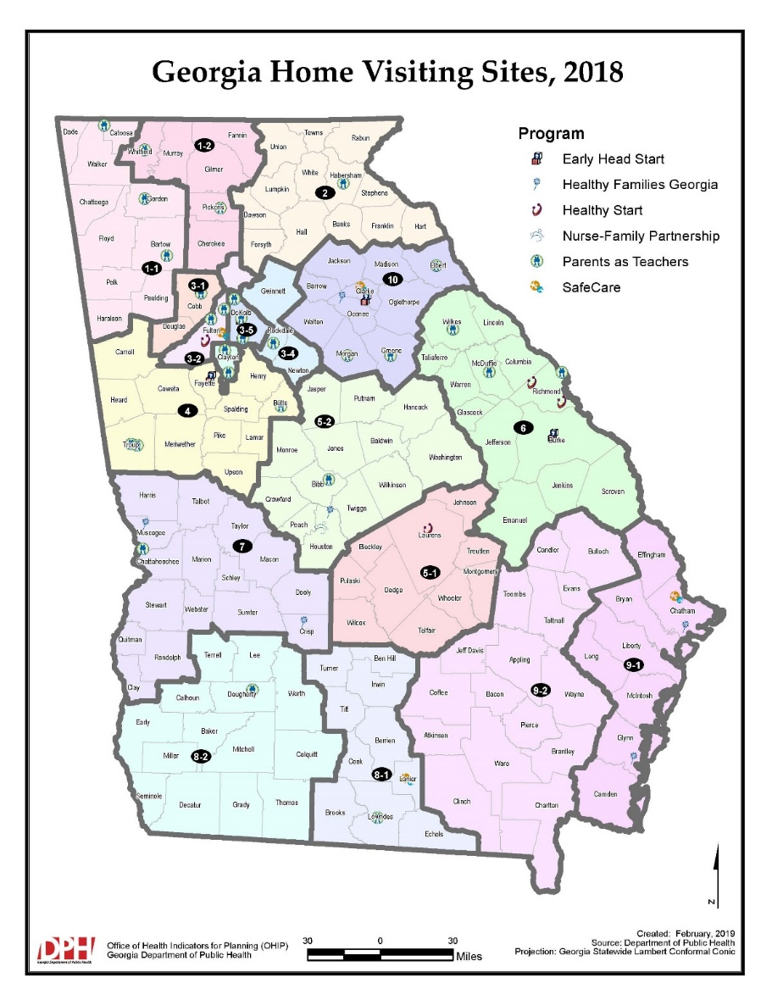 Georgia Home Visiting Sites, 2018
Program
Early Head Start
Healthy Families Georgia
Healthy Start
Nurse-Family Partnership
Parents as Teachers
SafeCare
Dade
Catoosa
Whitfield
Murray
1-2
Fannin
Walker
Gilmer
Chattooga
Gordon
Pickens
Floyd
Bartow
Cherokee
1-1
Polk
Paulding
Haralson
Towns
Rabun
Union
White
Habersham
Lumpkin
2
Stephens
Dawson
Banks
Franklin
Hart
Hall
Forsyth
3-1
Cobb
Douglas
Fulton
DeKalb
3-5
Gwinnett
Rockdale
3-4
Newton
3-2
Clayton
Jackson
Madison
Elbert
10
Barrow
Clarke
Oglethorpe
Oconee
Walton
Morgan
Greene
Wilkes
Lincoln
Taliaferro
McDuffie
Columbia
Warren
Richmond
Glascock
6
Jefferson
Burke
Jenkins
Screven
Emanuel
Carroll
Fayette
Henry
Heard
Coweta
4
Spalding
Butts
Troup
Meriwether
Pike
Lamar
Upson
Jasper
Putnam
Hancock
5-2
Monroe
Jones
Baldwin
Washington
Bibb
Wilkinson
Crawford
Twiggs
Peach
Houston
Johnson
Laurens
Bleckley
Treutlen
5-1
Montgomery
Pulaski
Dodge
Wheeler
Wilcox
Telfair
Harris
Talbot
Taylor
Muscogee
7
Chattahoochee
Marion
Macon
Schley
Dooly
Stewart
Webster
Sumter
Crisp
Quitman
Randolph
Clay
Terrell
Lee
Calhoun
Dougherty
Worth
Early
Baker
Miller
8-2
Mitchell
Colquitt
Seminole
Decatur
Grady
Thomas
Turner
Ben Hill
Irwin
Tift
Berrien
Cook
8-1
Lanier
Brooks
Lowndes
Echols
Candler
Bulloch
Toombs
Evans
Tattnall
Jeff Davis
Appling
Coffee
Bacon
9-2
Wayne
Atkinson
Pierce
Brantley
Ware
Clinch
Charlton
Effingham
Bryan
Chatham
Liberty
Long
9-1
McIntosh
Glynn
Camden
N
DPH
Georgia Department of Public Health
Office of Health Indicators for Planning (OHIP)
Georgia Department of Public Health
30 0 30
Miles
Created: February, 2019
Source: Department of Public Health
Projection: Georgia Statewide Lambert Conformal Conic